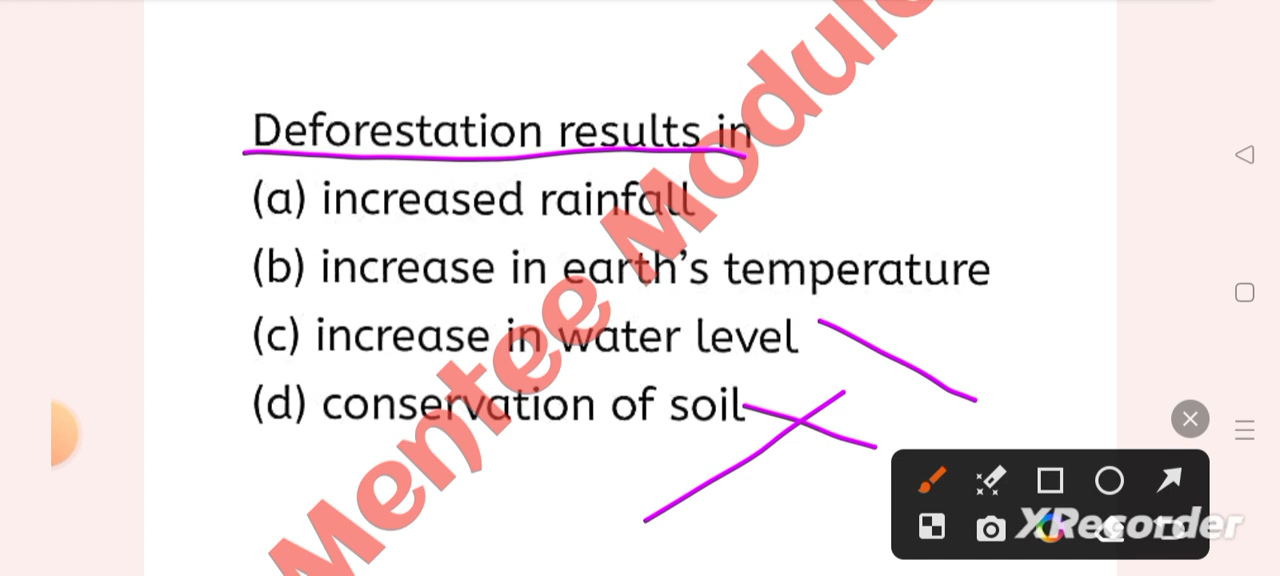 Deforestation results in
(a) increased rainfall
(b) increase in earth's temperature
(c) increase in water level
(d) conservation of soil
Mentee Module
XRecorder